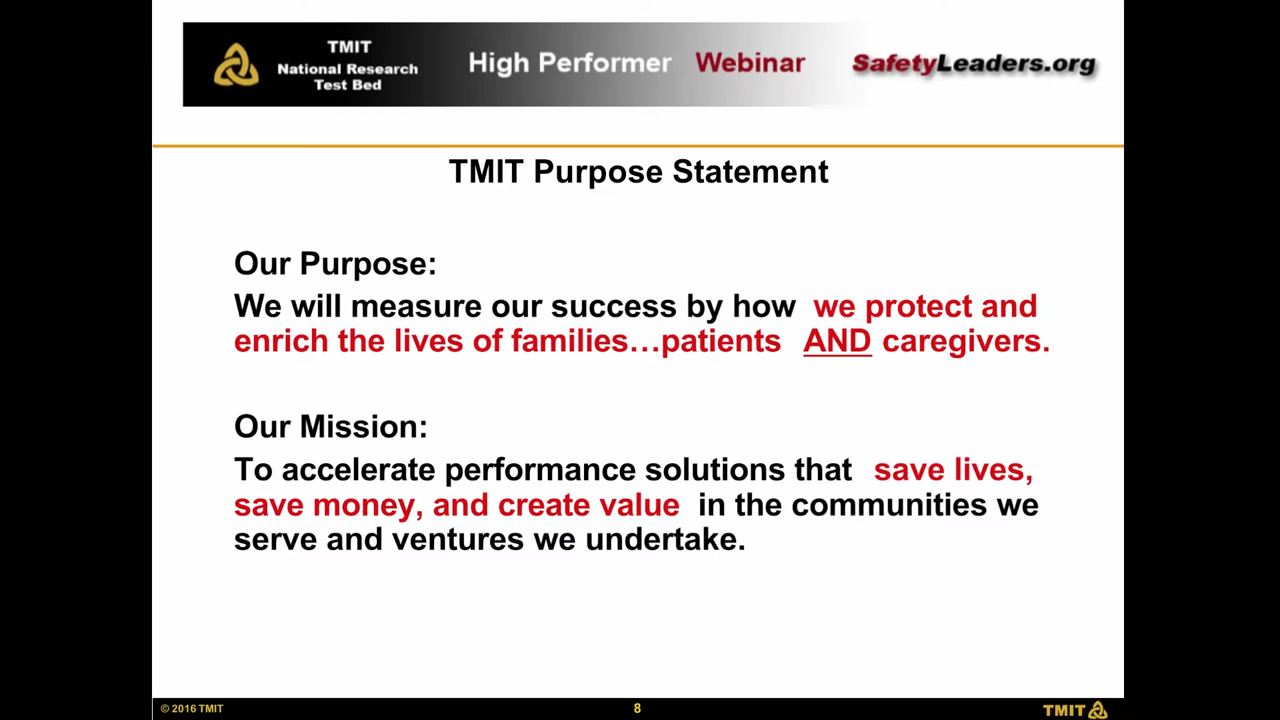 TMIT
National Research
Test Bed
High Performer Webinar
SafetyLeaders.org
TMIT Purpose Statement
Our Purpose:
We will measure our success by how we protect and
enrich the lives of families…patients AND caregivers.
Our Mission:
To accelerate performance solutions that save lives,
save money, and create value in the communities we
serve and ventures we undertake.
© 2016 TMIT
8
TMIT